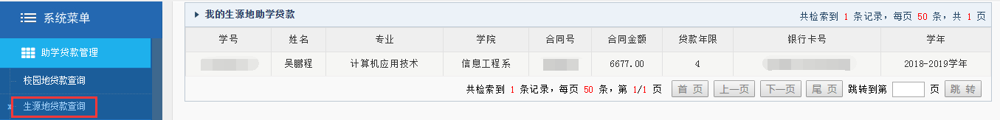 系统菜单
助学贷款管理
校园地贷款查询
生源地贷款查询
我的生源地助学贷款
共检索到 1 条记录，每页 50 条，共 1 页
学号 姓名 专业 学院 合同号 合同金额 贷款年限 银行卡号 学年
吴鹏程 计算机应用技术 信息工程系 6677.00 4 2018-2019学年
共检索到 1 条记录，每页 50 条，第 1/1 页 首 页 上一页 下一页 尾 页 跳转到第 页 跳 转